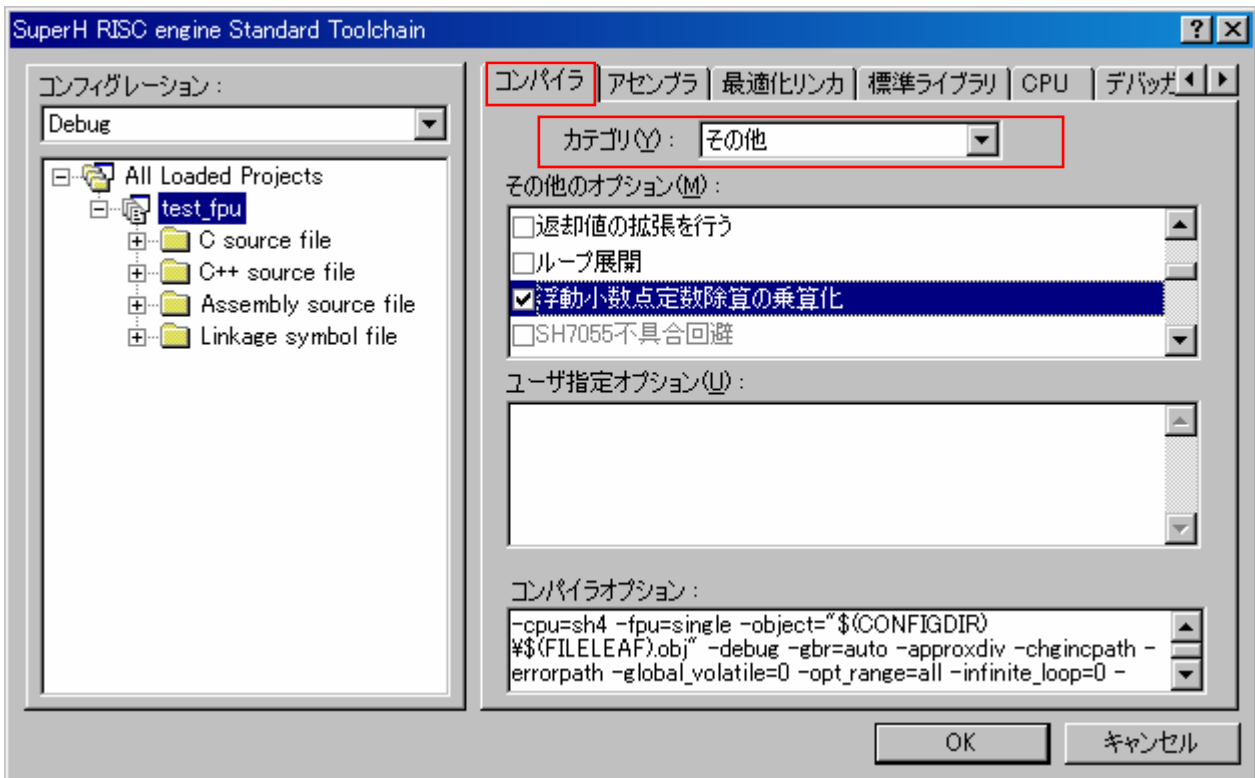 SuperH RISC engine Standard Toolchain
コンフィグレーション :
Debug
All Loaded Projects
test_fpu
C source file
C++ source file
Assembly source file
Linkage symbol file
コンパイラ アセンブラ 最適化リンカ 標準ライブラリ CPU デバッガ
カテゴリ(Y) : その他
その他のオプション(M) :
返却値の拡張を行う
ループ展開
浮動小数点定数除算の乗算化
SH7055不具合回避
ユーザ指定オプション(U) :
コンパイラオプション :
-cpu=sh4 -fpu=single -object="$(CONFIGDIR)
¥$(FILELEAF).obj" -debug -gbr=auto -approxdiv -chgincpath -
errorpath -global_volatile=0 -opt_range=all -infinite_loop=0 -
OK キャンセル